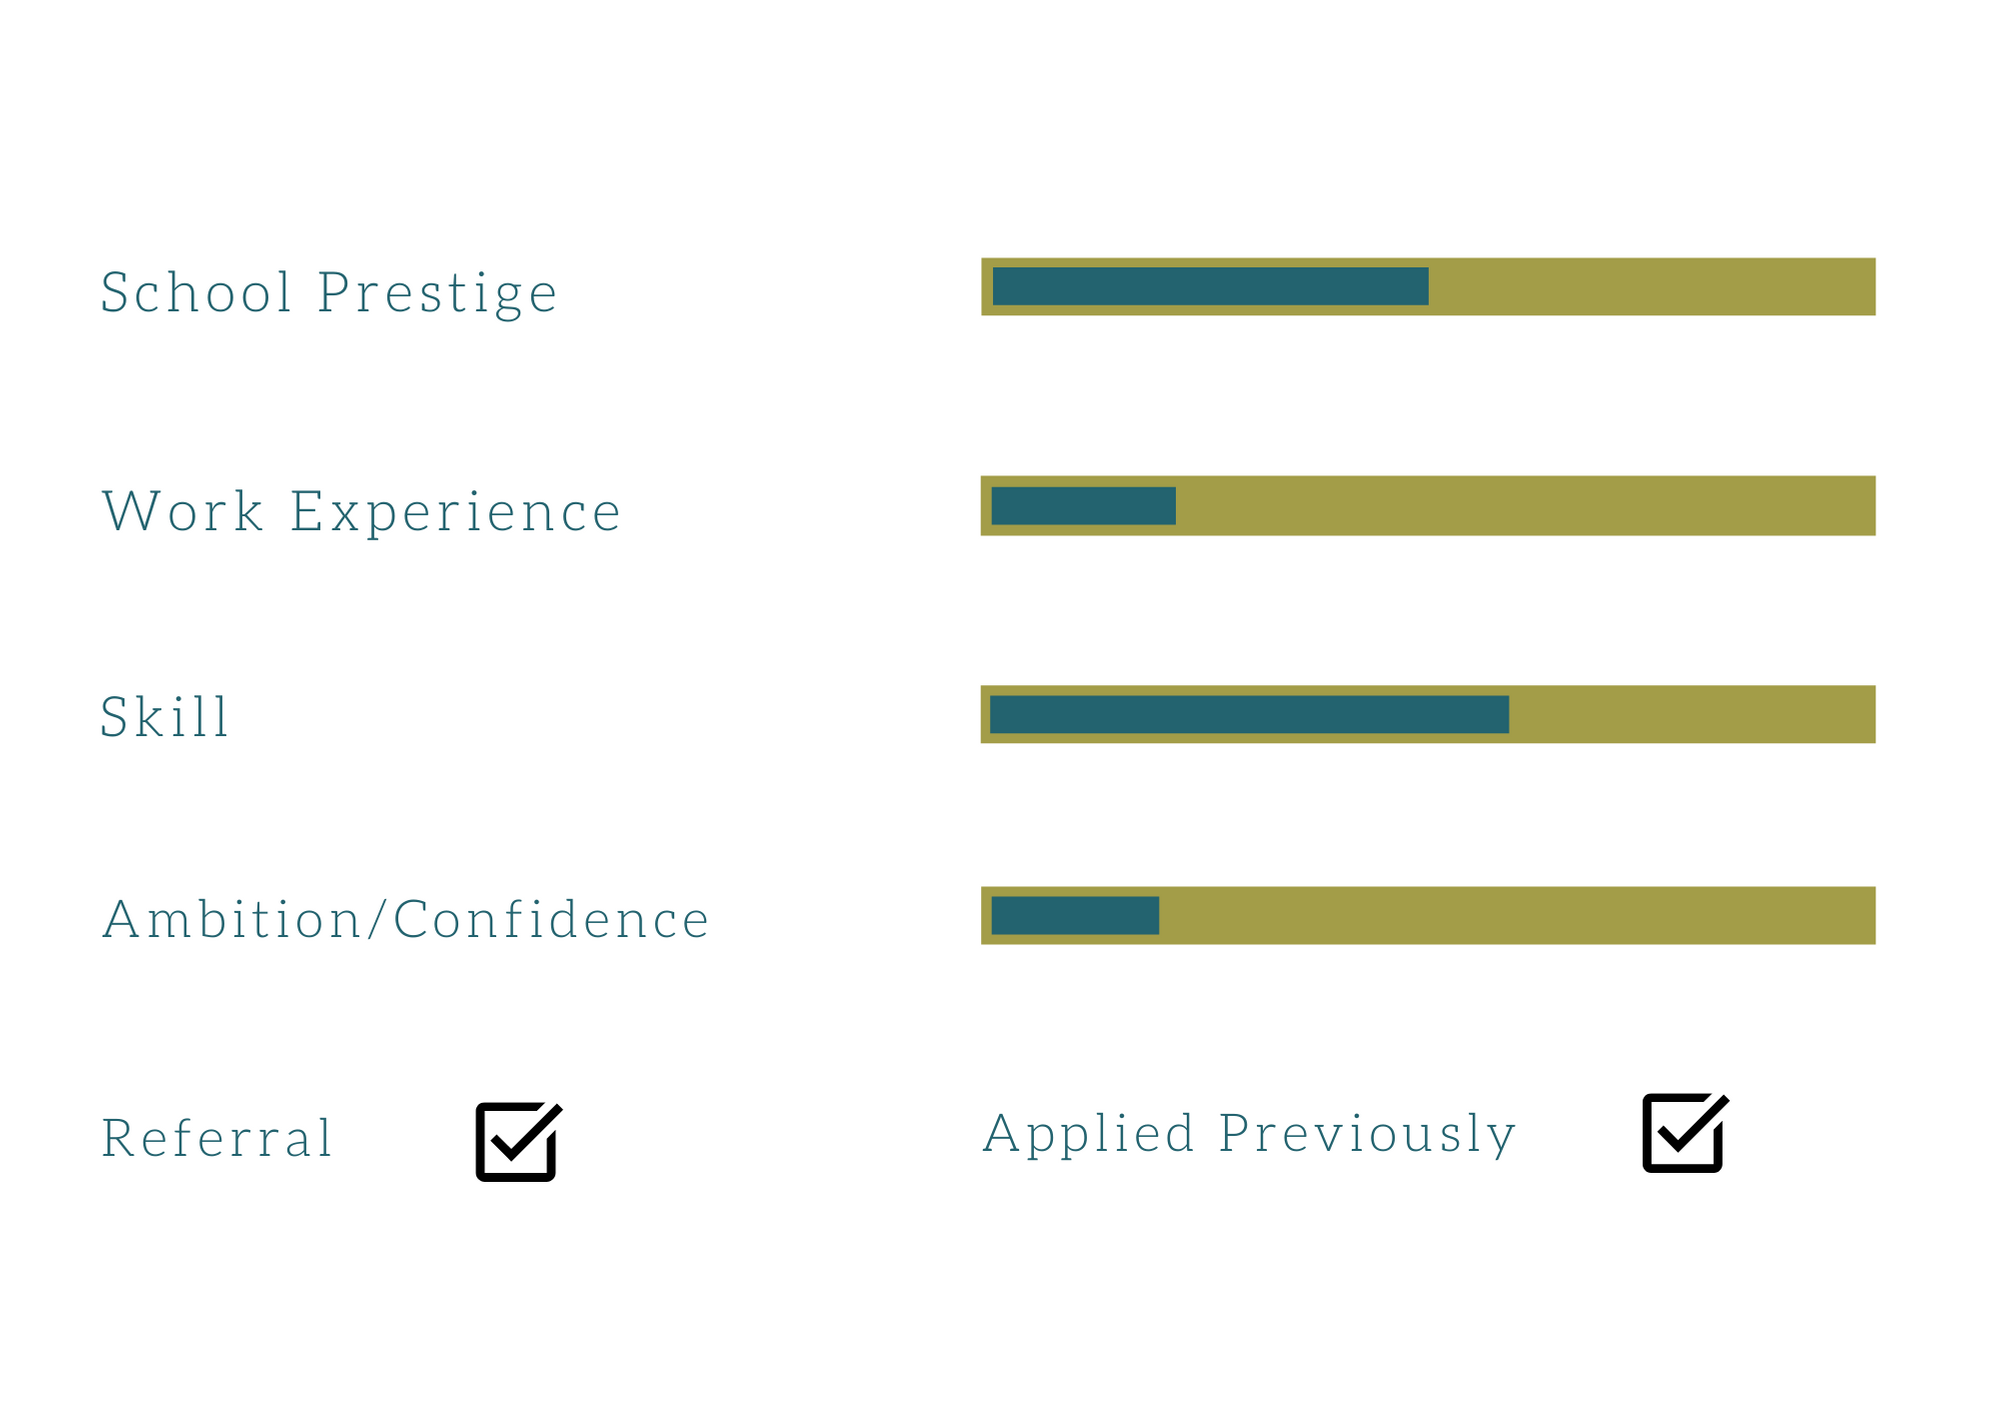 School Prestige
Work Experience
Skill
Ambition/Confidence
Referral
Applied Previously